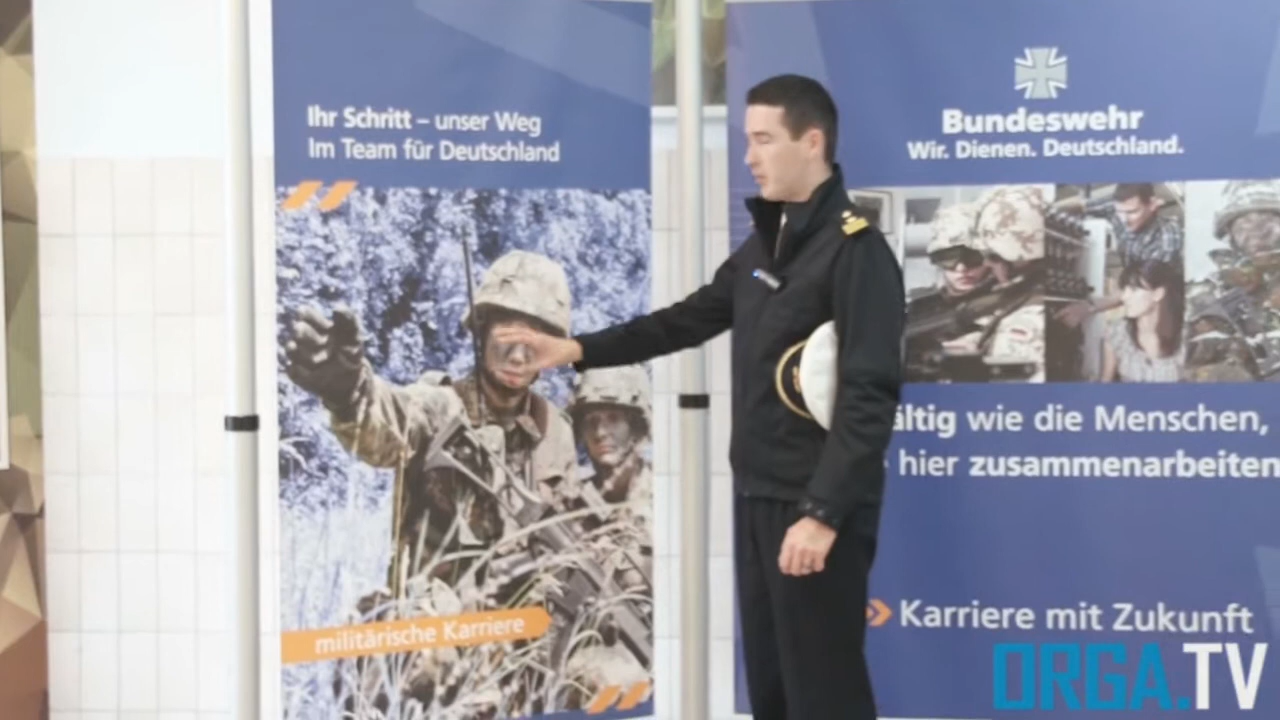 Ihr Schritt – unser Weg
Im Team für Deutschland
militärische Karriere
Bundeswehr
Wir. Dienen. Deutschland.
wie die Menschen,
hier zusammenarbeiten
Karriere mit Zukunft
ORGA.TV